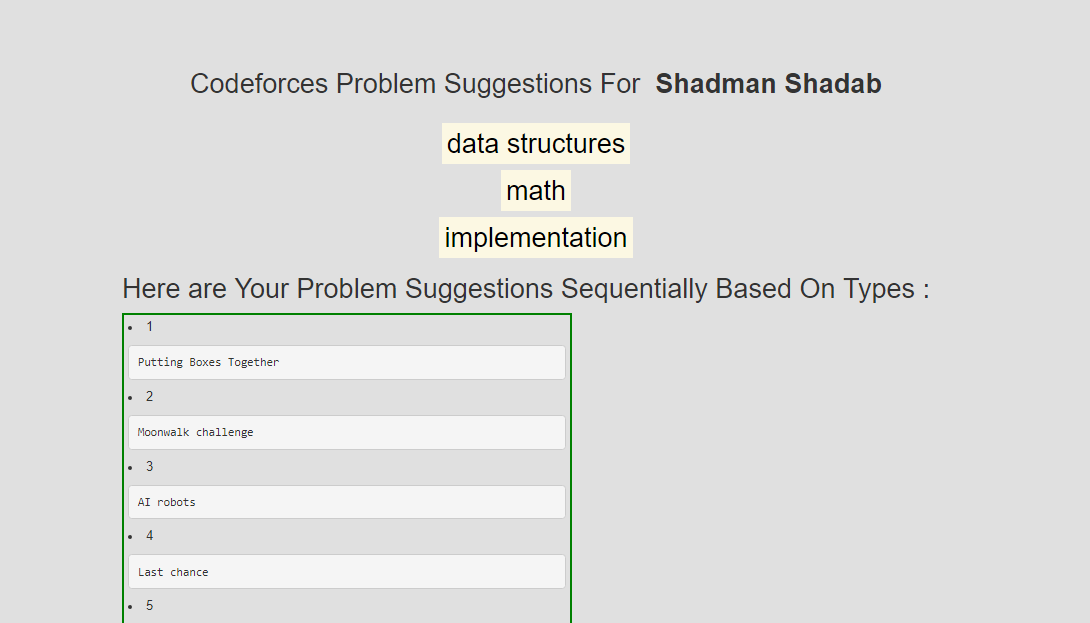 Codeforces Problem Suggestions For Shadman Shadab
data structures
math
implementation
Here are Your Problem Suggestions Sequentially Based On Types :
1
Putting Boxes Together
2
Moonwalk challenge
3
AI robots
4
Last chance
5